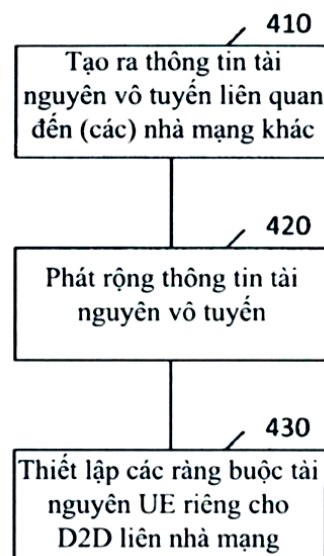 410
Tạo ra thông tin tài
nguyên vô tuyến liên quan
đến (các) nhà mạng khác
420
Phát rộng thông tin tài
nguyên vô tuyến
430
Thiết lập các ràng buộc tài
nguyên UE riêng cho
D2D liên nhà mạng